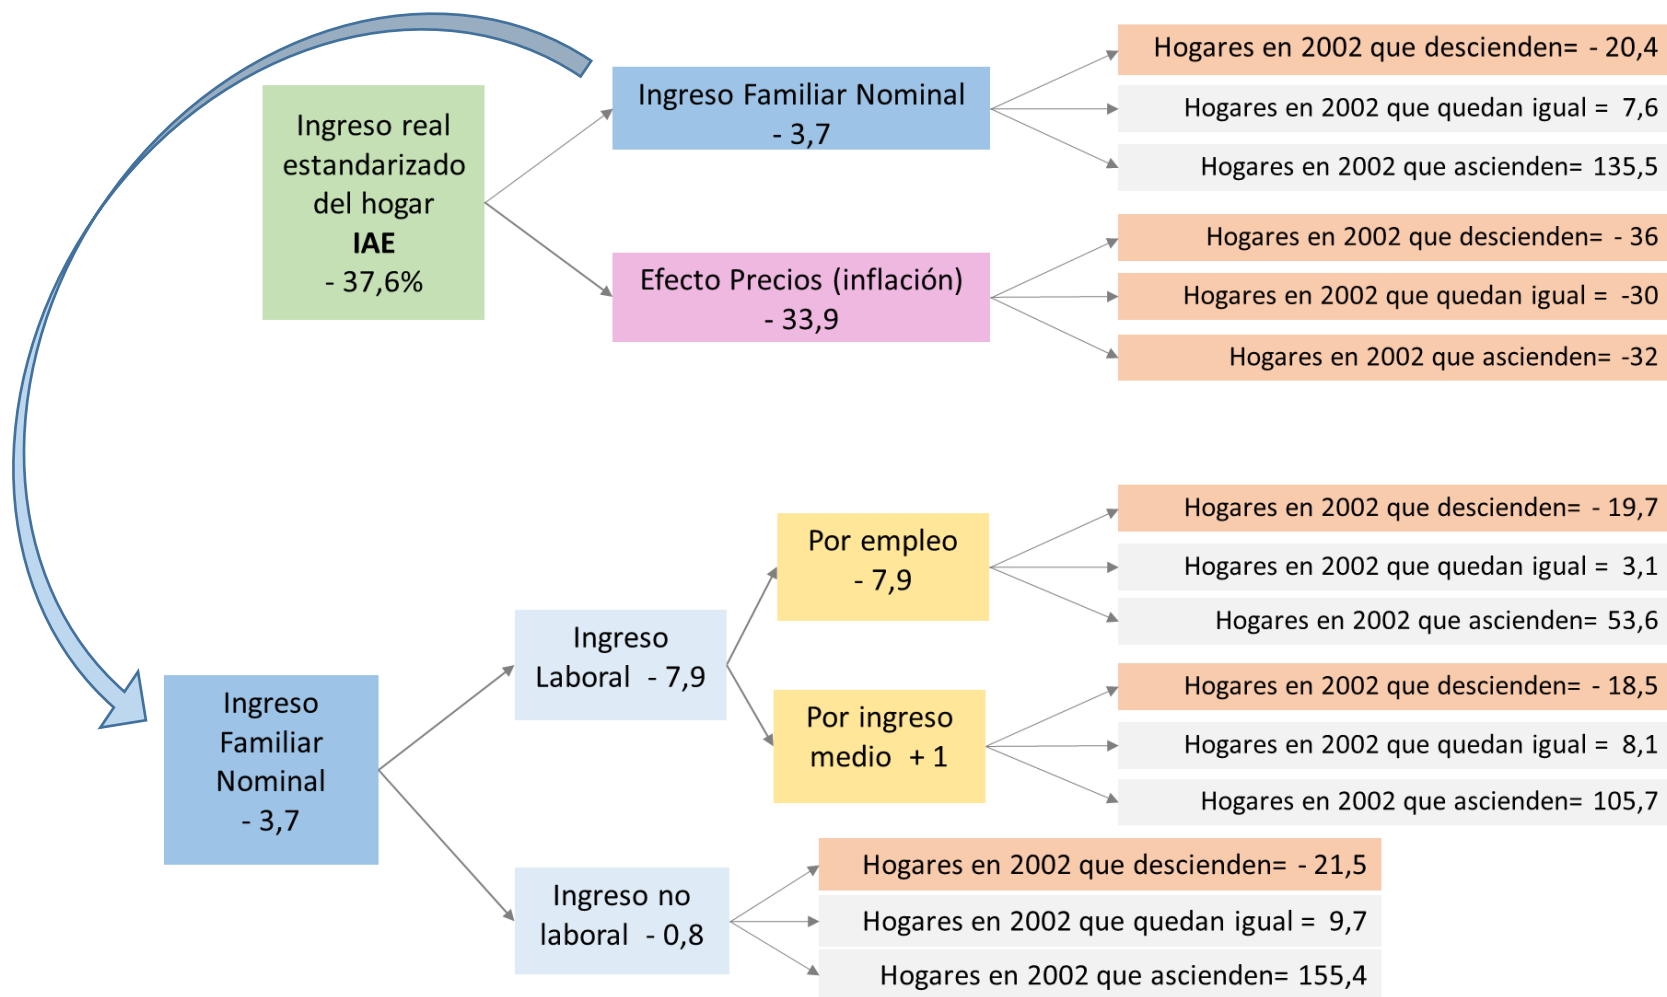 Ingreso real
estandarizado
del hogar
IAE
- 37,6%
Ingreso Familiar Nominal
- 3,7
Hogares en 2002 que descienden= - 20,4
Hogares en 2002 que quedan igual = 7,6
Hogares en 2002 que ascienden= 135,5
Efecto Precios (inflación)
- 33,9
Hogares en 2002 que descienden= - 36
Hogares en 2002 que quedan igual = -30
Hogares en 2002 que ascienden= -32
Ingreso
Familiar
Nominal
- 3,7
Ingreso
Laboral - 7,9
Por empleo
- 7,9
Hogares en 2002 que descienden= - 19,7
Hogares en 2002 que quedan igual = 3,1
Hogares en 2002 que ascienden= 53,6
Por ingreso
medio + 1
Hogares en 2002 que descienden= - 18,5
Hogares en 2002 que quedan igual = 8,1
Hogares en 2002 que ascienden= 105,7
Ingreso no
laboral - 0,8
Hogares en 2002 que descienden= - 21,5
Hogares en 2002 que quedan igual = 9,7
Hogares en 2002 que ascienden= 155,4